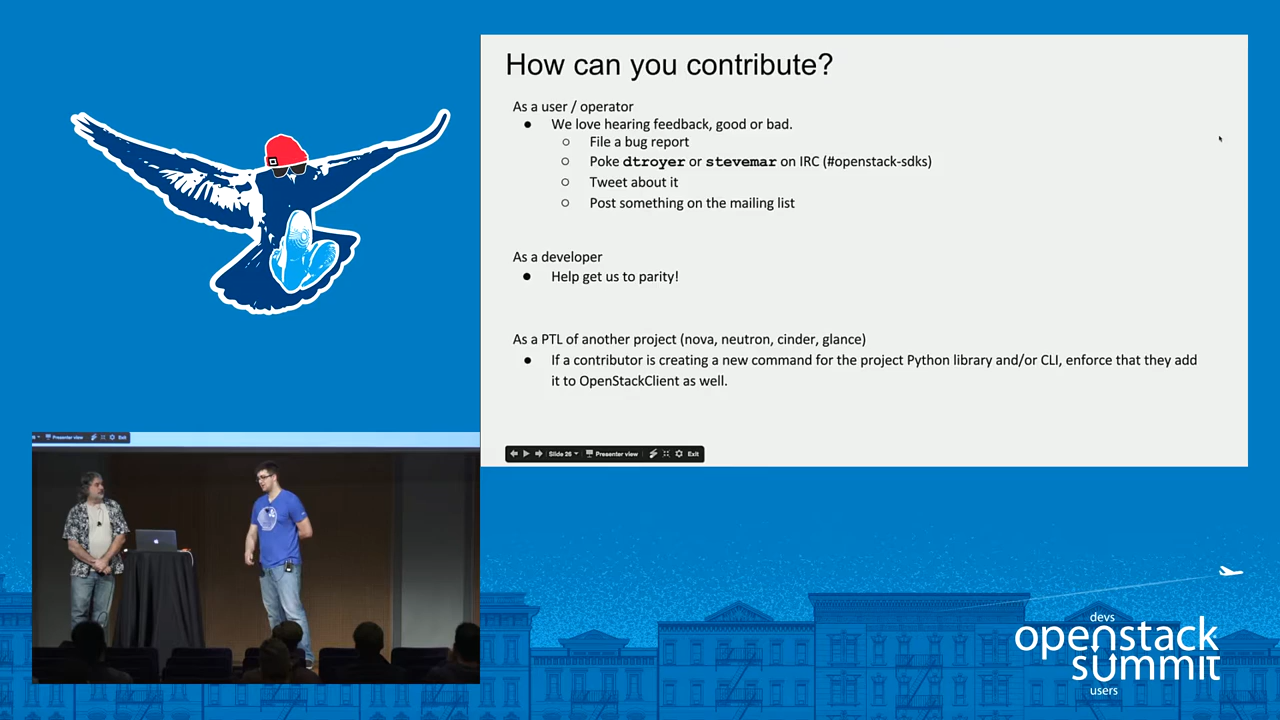 How can you contribute?
As a user / operator
● We love hearing feedback, good or bad.
○ File a bug report
○ Poke dtroyer or stevemar on IRC (#openstack-sdks)
○ Tweet about it
○ Post something on the mailing list
As a developer
● Help get us to parity!
As a PTL of another project (nova, neutron, cinder, glance)
● If a contributor is creating a new command for the project Python library and/or CLI, enforce that they add
it to OpenStackClient as well.
Slide 26 Presenter view Exit
Presenter view Exit
devs
openstack
summit
users